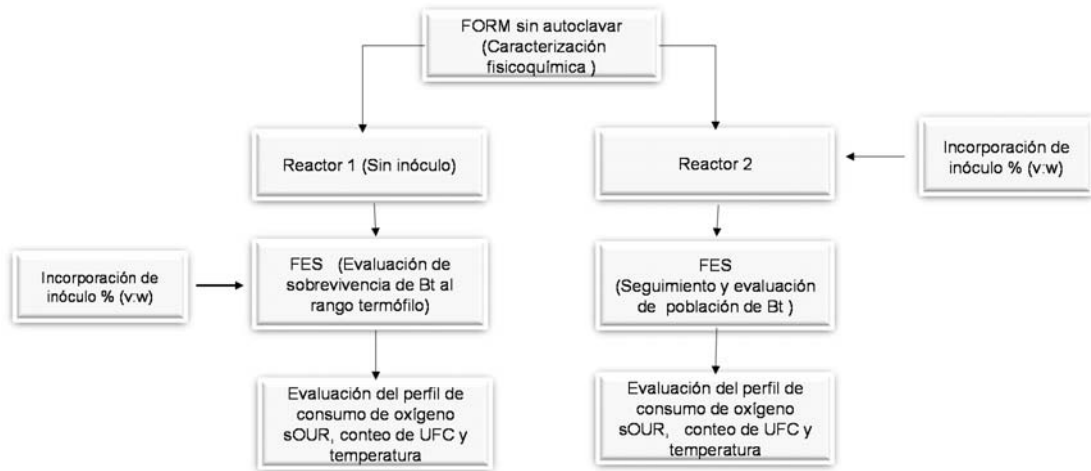 FORM sin autoclavar
(Caracterización
fisicoquímica )
Reactor 1 (Sin inóculo)
Reactor 2
Incorporación de
inóculo % (v:w)
Incorporación de
inóculo % (v:w)
FES (Evaluación de
sobrevivencia de Bt al
rango termófilo)
FES
(Seguimiento y evaluación
de población de Bt )
Evaluación del perfil de
consumo de oxígeno
sOUR, conteo de UFC y
temperatura
Evaluación del perfil de
consumo de oxígeno
sOUR, conteo de UFC y
temperatura